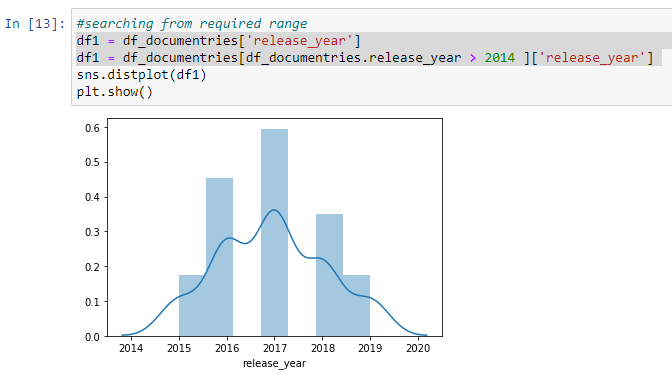 In [13]: #searching from required range
df1 = df_documentries['release_year']
df1 = df_documentries[df_documentries.release_year > 2014 ]['release_year']
sns.distplot(df1)
plt.show()
0.6
0.5
0.4
0.3
0.2
0.1
0.0
2014 2015 2016 2017 2018 2019 2020
release_year